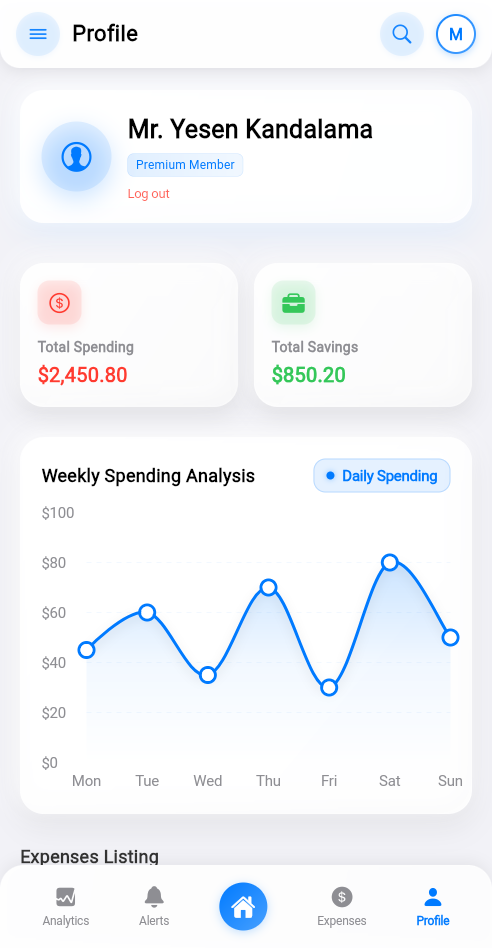 Profile
M
Mr. Yesen Kandalama
Premium Member
Log out
$
Total Spending
$2,450.80
Total Savings
$850.20
Weekly Spending Analysis
Daily Spending
$100
$80
$60
$40
$20
$0
Mon Tue Wed Thu Fri Sat Sun
Expenses Listing
$
Analytics Alerts Expenses Profile